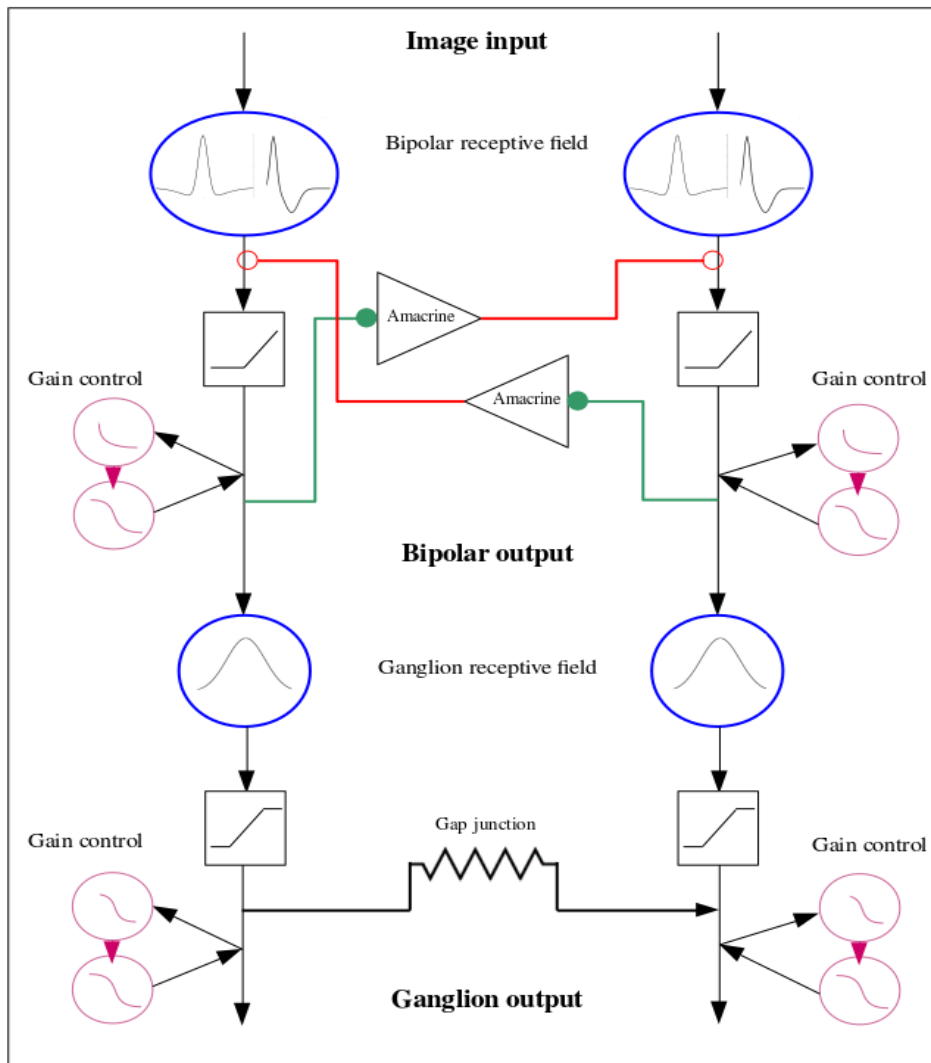 Image input
Bipolar receptive field
Amacrine
Gain control
Gain control
Amacrine
Bipolar output
Ganglion receptive field
Gap junction
Gain control
Gain control
Ganglion output